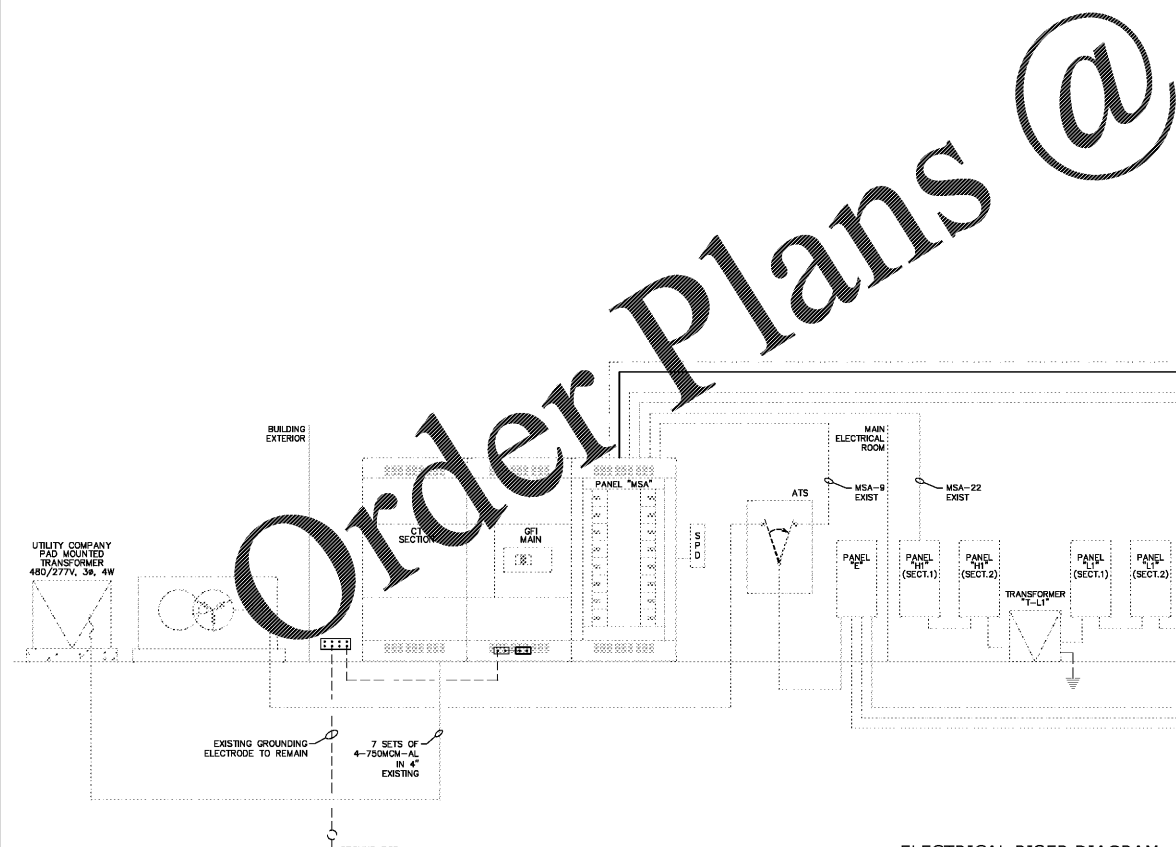 Order Plans @
BUILDING
EXTERIOR
MAIN
ELECTRICAL
ROOM
PANEL "MSA"
MSA-9
EXIST
MSA-22
EXIST
ATS
CT
SECTION
GFI
MAIN
S
P
D
UTILITY COMPANY
PAD MOUNTED
TRANSFORMER
480/277V, 3ø, 4W
PANEL
"E"
PANEL
"H1"
(SECT.1)
PANEL
"H1"
(SECT.2)
TRANSFORMER
"T-L1"
PANEL
"L1"
(SECT.1)
PANEL
"L1"
(SECT.2)
EXISTING GROUNDING
ELECTRODE TO REMAIN
7 SETS OF
4-750MCM-AL
IN 4"
EXISTING
ELECTRICAL RISER DIAGRAM